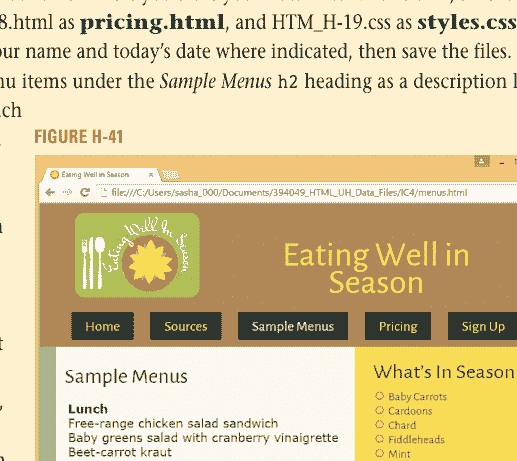 8.html as pricing.html, and HTM_H-19.css as styles.css
our name and today's date where indicated, then save the files.
nu items under the Sample Menus h2 heading as a description
ach
FIGURE H-41
Eating Well in Season
file:///C:/Users/sasha_000/Documents/394049_HTML_UH_Data_Files/IC4/menus.html
Eating Well In Season
Eating Well in
Season
Home Sources Sample Menus Pricing Sign Up
Sample Menus
Lunch
Free-range chicken salad sandwich
Baby greens salad with cranberry vinaigrette
Beet-carrot kraut
What's In Season
Baby Carrots
Cardoons
Chard
Fiddleheads
Mint